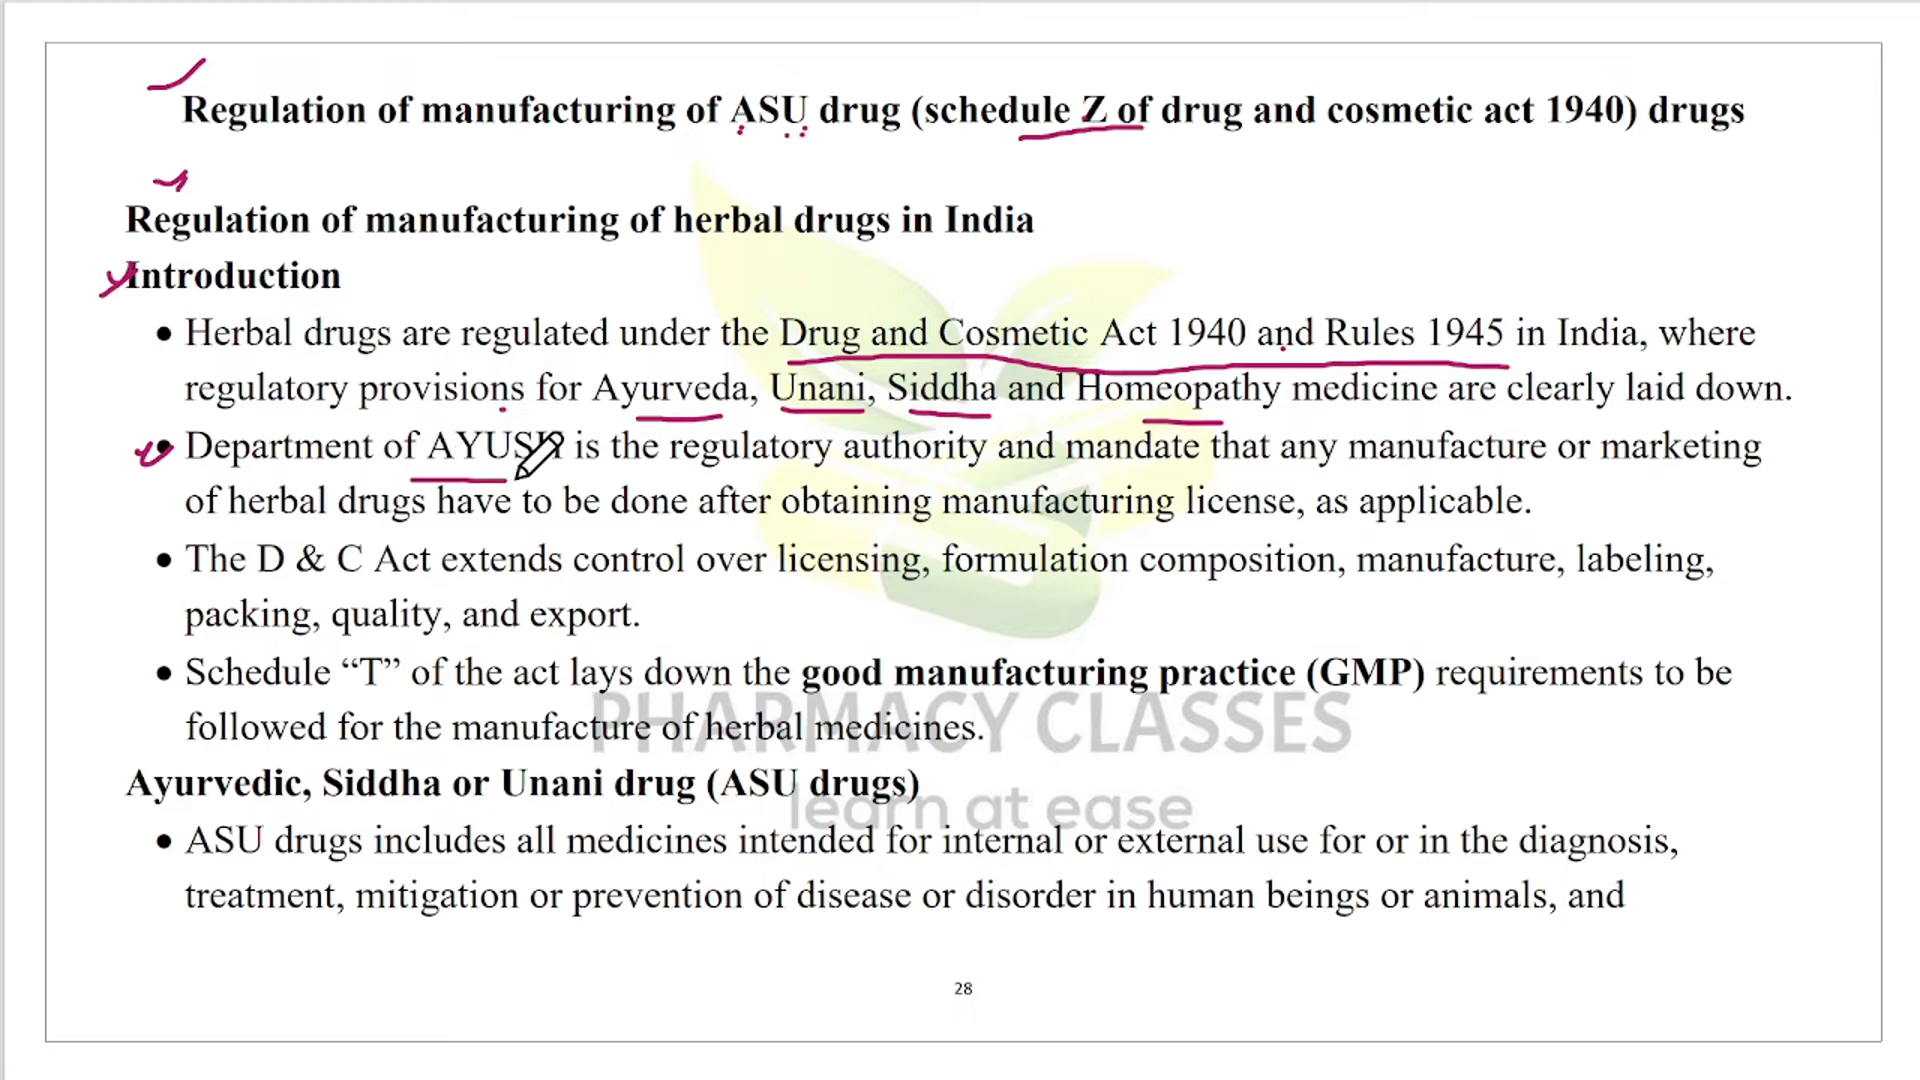 Regulation of manufacturing of ASU drug (schedule Z of drug and cosmetic act 1940) drugs
Regulation of manufacturing of herbal drugs in India
Introduction
• Herbal drugs are regulated under the Drug and Cosmetic Act 1940 and Rules 1945 in India, where
regulatory provisions for Ayurveda, Unani, Siddha and Homeopathy medicine are clearly laid down.
• Department of AYUSH is the regulatory authority and mandate that any manufacture or marketing
of herbal drugs have to be done after obtaining manufacturing license, as applicable.
• The D & C Act extends control over licensing, formulation composition, manufacture, labeling,
packing, quality, and export.
• Schedule “T” of the act lays down the good manufacturing practice (GMP) requirements to be
followed for the manufacture of herbal medicines.
PHARMACY CLASSES
Ayurvedic, Siddha or Unani drug (ASU drugs)
learn at ease
• ASU drugs includes all medicines intended for internal or external use for or in the diagnosis,
treatment, mitigation or prevention of disease or disorder in human beings or animals, and
28